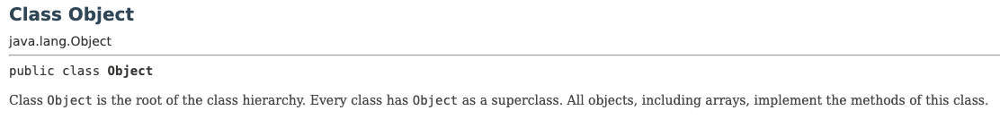 Class Object
java.lang.Object
public class Object
Class Object is the root of the class hierarchy. Every class has Object as a superclass. All objects, including arrays, implement the methods of this class.